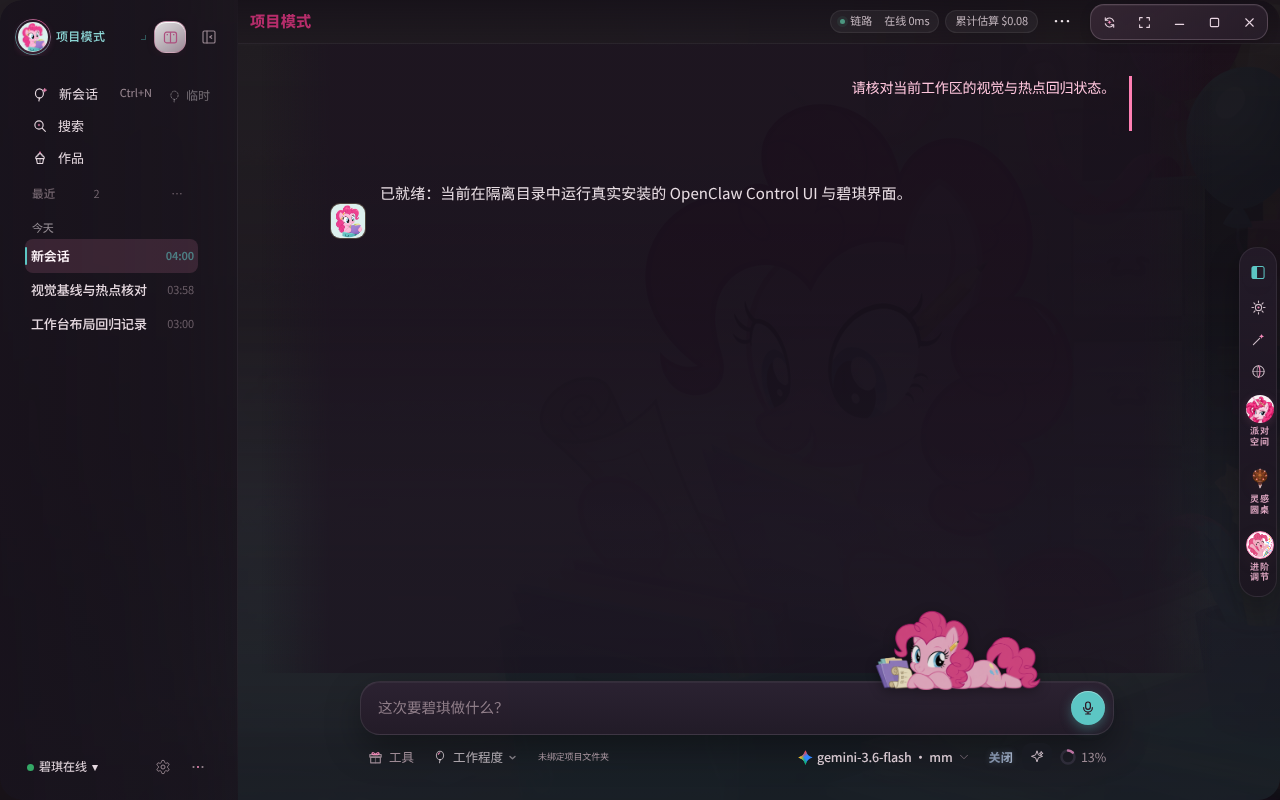 项目模式
新会话 Ctrl+N 临时
搜索
作品
最近 2
今天
新会话 04:00
视觉基线与热点核对 03:58
工作台布局回归记录 03:00
碧琪在线 ▾
项目模式
链路 在线 0ms
累计估算 $0.08
请核对当前工作区的视觉与热点回归状态。
已就绪：当前在隔离目录中运行真实安装的 OpenClaw Control UI 与碧琪界面。
派对
空间
灵感
圆桌
进阶
调节
这次要碧琪做什么？
工具 工作程度 未绑定项目文件夹 gemini-3.6-flash · mm 关闭 13%